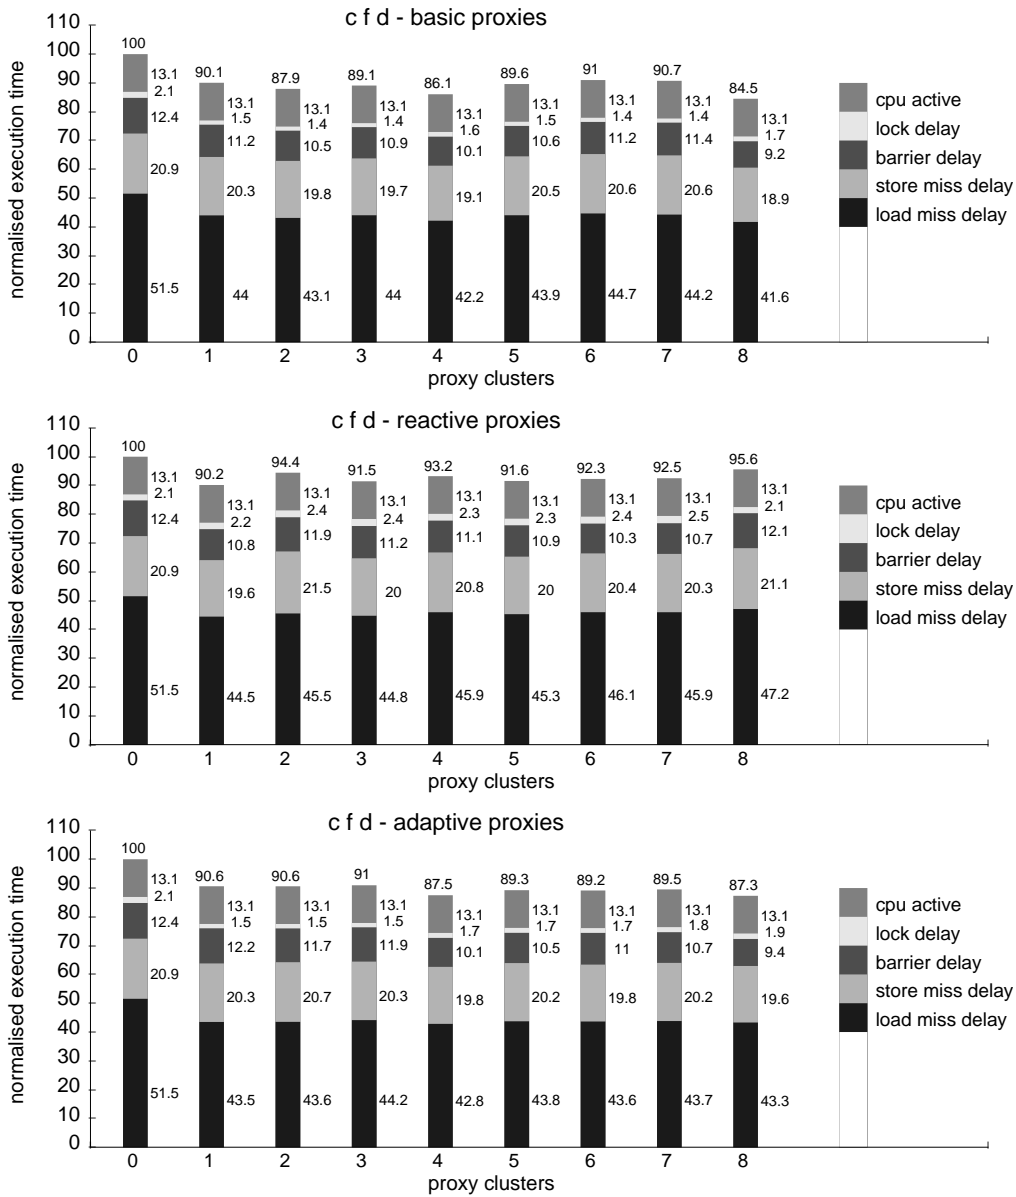 c f d - basic proxies
normalised execution time
110
100
90
80
70
60
50
40
30
20
10
0
100 13.1 2.1 12.4 20.9 51.5
90.1 13.1 1.5 11.2 20.3 44
87.9 13.1 1.4 10.5 19.8 43.1
89.1 13.1 1.4 10.9 19.7 44
86.1 13.1 1.6 10.1 19.1 42.2
89.6 13.1 1.5 10.6 20.5 43.9
91 13.1 1.4 11.2 20.6 44.7
90.7 13.1 1.4 11.4 20.6 44.2
84.5 13.1 1.7 9.2 18.9 41.6
0 1 2 3 4 5 6 7 8
proxy clusters
cpu active
lock delay
barrier delay
store miss delay
load miss delay
c f d - reactive proxies
normalised execution time
110
100
90
80
70
60
50
40
30
20
10
0
100 13.1 2.1 12.4 20.9 51.5
90.2 13.1 2.2 10.8 19.6 44.5
94.4 13.1 2.4 11.9 21.5 45.5
91.5 13.1 2.4 11.2 20 44.8
93.2 13.1 2.3 11.1 20.8 45.9
91.6 13.1 2.3 10.9 20 45.3
92.3 13.1 2.4 10.3 20.4 46.1
92.5 13.1 2.5 10.7 20.3 45.9
95.6 13.1 2.1 12.1 21.1 47.2
0 1 2 3 4 5 6 7 8
proxy clusters
cpu active
lock delay
barrier delay
store miss delay
load miss delay
c f d - adaptive proxies
normalised execution time
110
100
90
80
70
60
50
40
30
20
10
0
100 13.1 2.1 12.4 20.9 51.5
90.6 13.1 1.5 12.2 20.3 43.5
90.6 13.1 1.5 11.7 20.7 43.6
91 13.1 1.5 11.9 20.3 44.2
87.5 13.1 1.7 10.1 19.8 42.8
89.3 13.1 1.7 10.5 20.2 43.8
89.2 13.1 1.7 11 19.8 43.6
89.5 13.1 1.8 10.7 20.2 43.7
87.3 13.1 1.9 9.4 19.6 43.3
0 1 2 3 4 5 6 7 8
proxy clusters
cpu active
lock delay
barrier delay
store miss delay
load miss delay